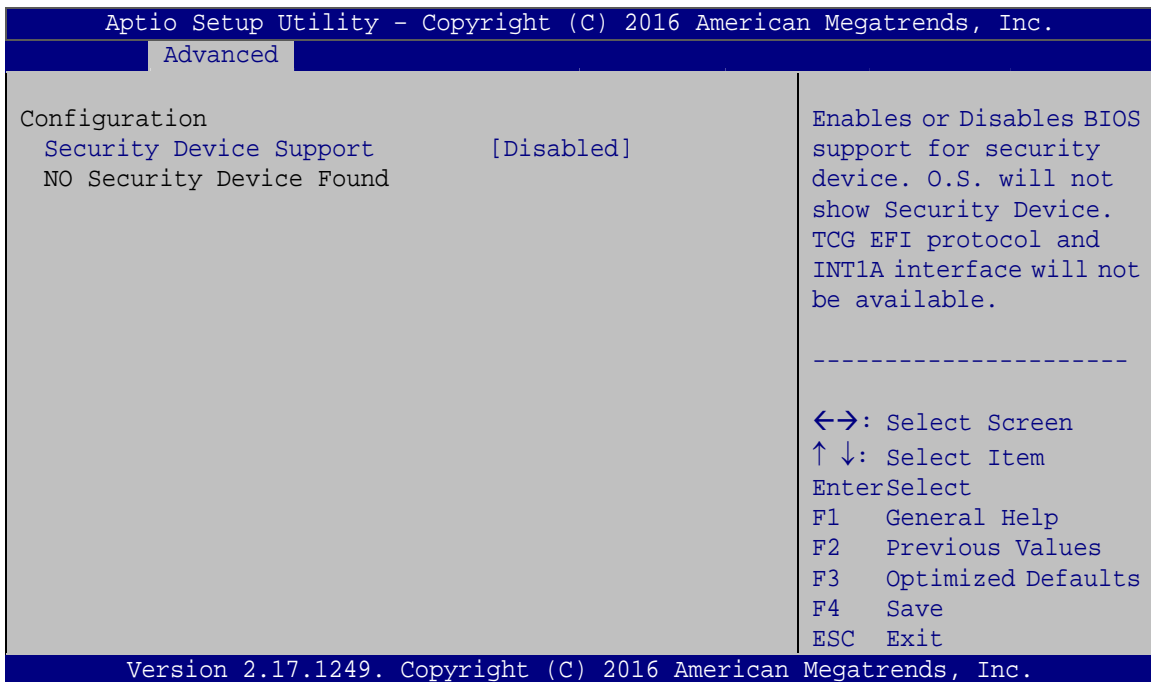 Aptio Setup Utility – Copyright (C) 2016 American Megatrends, Inc.
Advanced
Configuration
Security Device Support [Disabled]
NO Security Device Found
Enables or Disables BIOS
support for security
device. O.S. will not
show Security Device.
TCG EFI protocol and
INT1A interface will not
be available.
----------------------
←→: Select Screen
↑ ↓: Select Item
EnterSelect
F1 General Help
F2 Previous Values
F3 Optimized Defaults
F4 Save
ESC Exit
Version 2.17.1249. Copyright (C) 2016 American Megatrends, Inc.